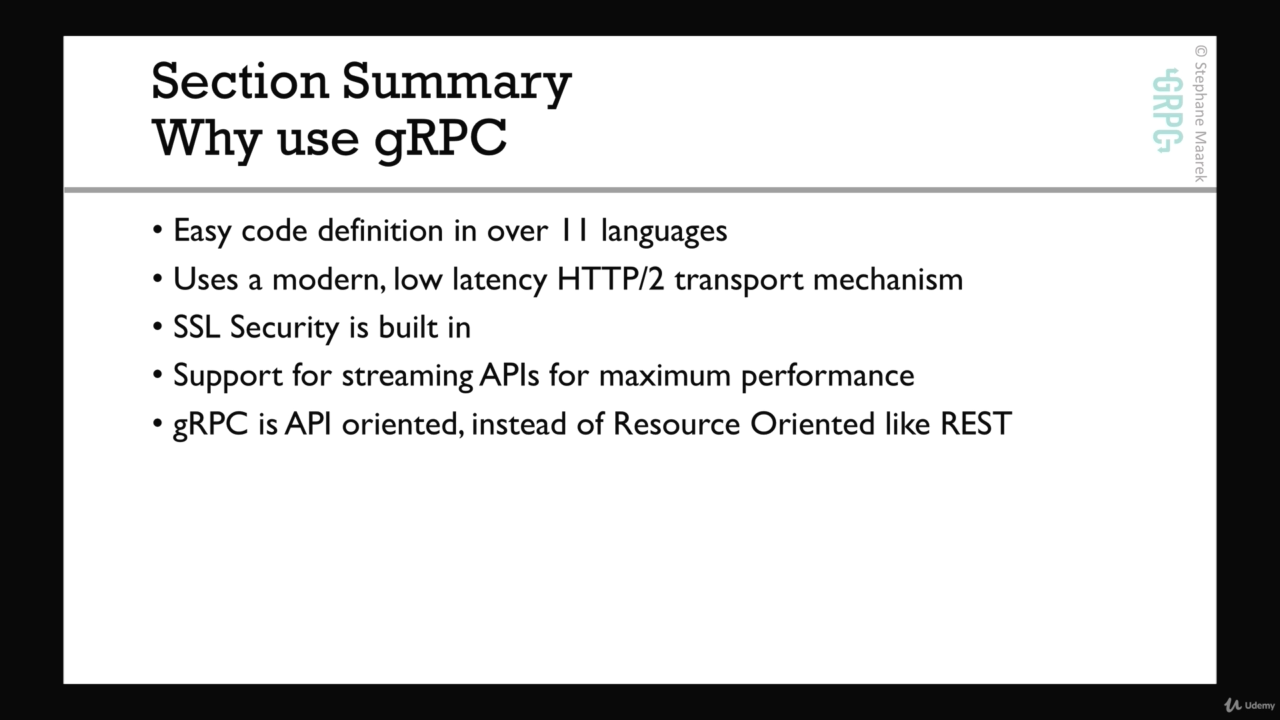 Section Summary
Why use gRPC
© Stephane Maarek
GRPC
• Easy code definition in over 11 languages
• Uses a modern, low latency HTTP/2 transport mechanism
• SSL Security is built in
• Support for streaming APIs for maximum performance
• gRPC is API oriented, instead of Resource Oriented like REST
Udemy